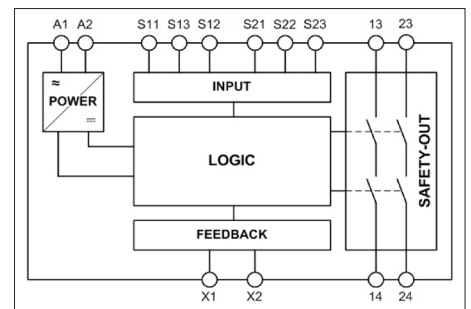 A1 A2 S11 S13 S12 S21 S22 S23 13 23
≂
POWER
⎓
INPUT
LOGIC
SAFETY-OUT
FEEDBACK
X1 X2 14 24